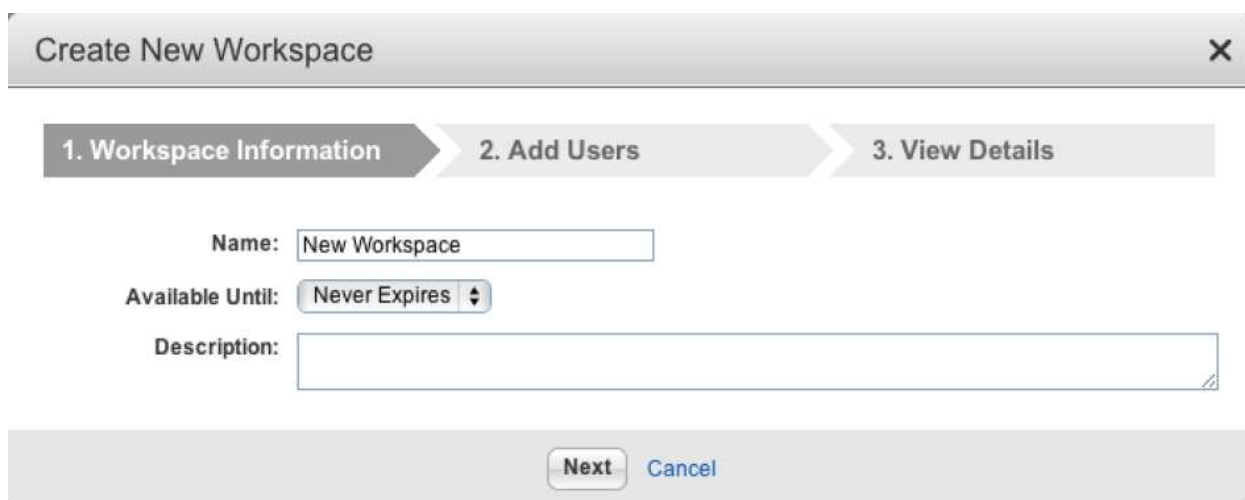 Create New Workspace
1. Workspace Information 2. Add Users 3. View Details
Name: New Workspace
Available Until: Never Expires
Description:
Next Cancel